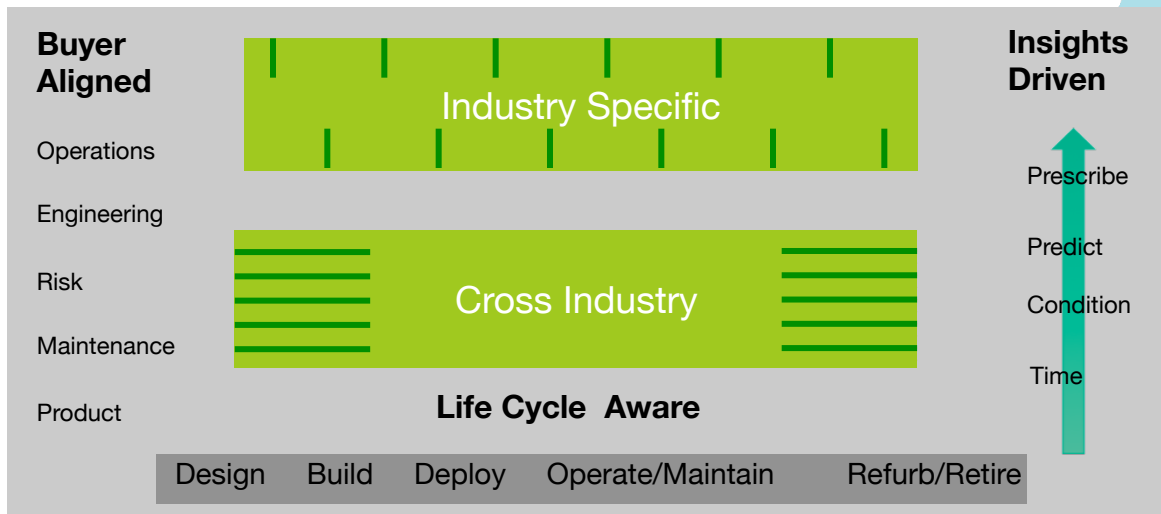 Buyer
Aligned
Operations
Engineering
Risk
Maintenance
Product
Industry Specific
Cross Industry
Life Cycle Aware
Insights
Driven
Prescribe
Predict
Condition
Time
Design Build Deploy Operate/Maintain Refurb/Retire